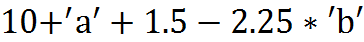 10+′a′ + 1.5 − 2.25 ∗ ′b′